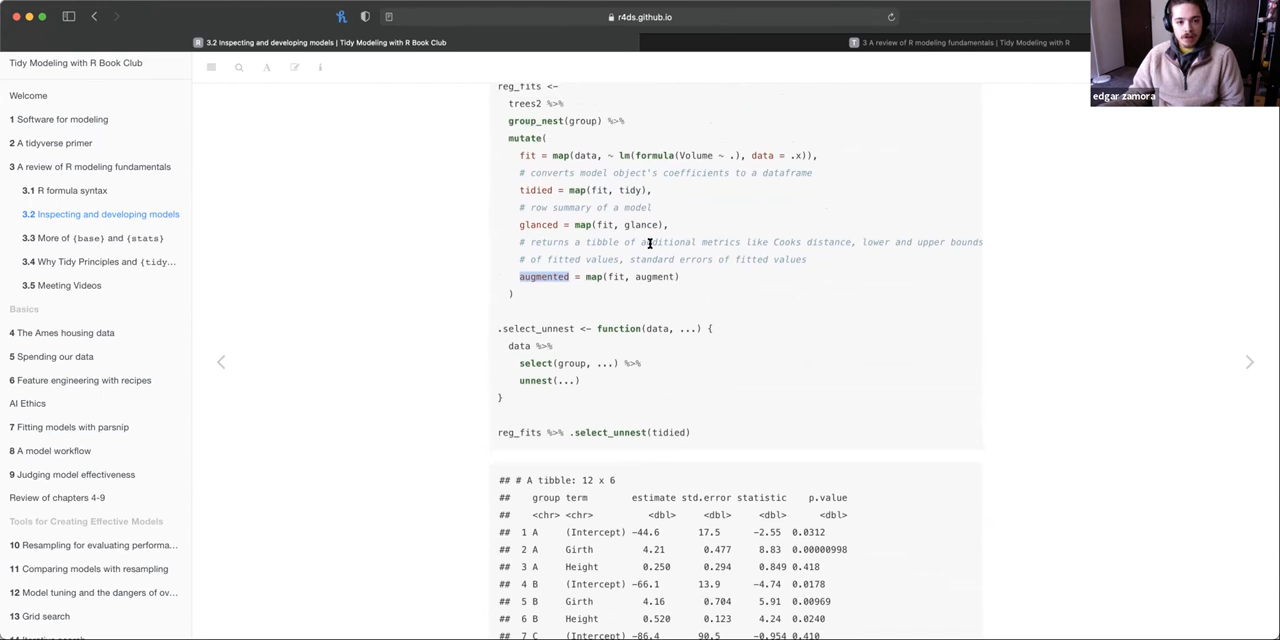 r4ds.github.io
R 3.2 Inspecting and developing models | Tidy Modeling with R Book Club
T 3 A review of R modeling fundamentals | Tidy Modeling with R
edgar zamora
Tidy Modeling with R Book Club
Welcome
1 Software for modeling
2 A tidyverse primer
3 A review of R modeling fundamentals
3.1 R formula syntax
3.2 Inspecting and developing models
3.3 More of {base} and {stats}
3.4 Why Tidy Principles and {tidy...
3.5 Meeting Videos
Basics
4 The Ames housing data
5 Spending our data
6 Feature engineering with recipes
AI Ethics
7 Fitting models with parsnip
8 A model workflow
9 Judging model effectiveness
Review of chapters 4-9
Tools for Creating Effective Models
10 Resampling for evaluating performa...
11 Comparing models with resampling
12 Model tuning and the dangers of ov...
13 Grid search
reg_fits <-
trees2 %>%
group_nest(group) %>%
mutate(
fit = map(data, ~ lm(formula(Volume ~ .), data = .x)),
# converts model object's coefficients to a dataframe
tidied = map(fit, tidy),
# row summary of a model
glanced = map(fit, glance),
# returns a tibble of additional metrics like Cooks distance, lower and upper bounds
# of fitted values, standard errors of fitted values
augmented = map(fit, augment)
)
.select_unnest <- function(data, ...) {
data %>%
select(group, ...) %>%
unnest(...)
}
reg_fits %>% .select_unnest(tidied)
## # A tibble: 12 x 6
## group term estimate std.error statistic p.value
## <chr> <chr> <dbl> <dbl> <dbl> <dbl>
## 1 A (Intercept) -44.6 17.5 -2.55 0.0312
## 2 A Girth 4.21 0.477 8.83 0.00000998
## 3 A Height 0.250 0.294 0.849 0.418
## 4 B (Intercept) -66.1 13.9 -4.74 0.0178
## 5 B Girth 4.16 0.704 5.91 0.00969
## 6 B Height 0.520 0.123 4.24 0.0240
## 7 C (Intercept) -86.4 90.5 -0.954 0.410